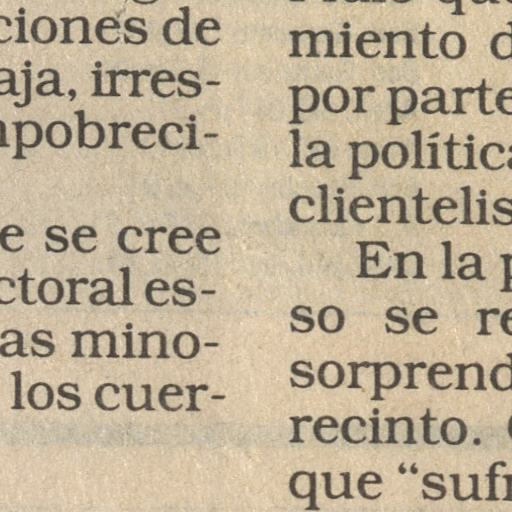 ciones de
aja, irres-
mpobreci-
e se cree
ctoral es-
as mino-
los cuer-
miento d
por parte
la política
clientelis
En la p
so se re
sorprend
recinto.
que “sufr